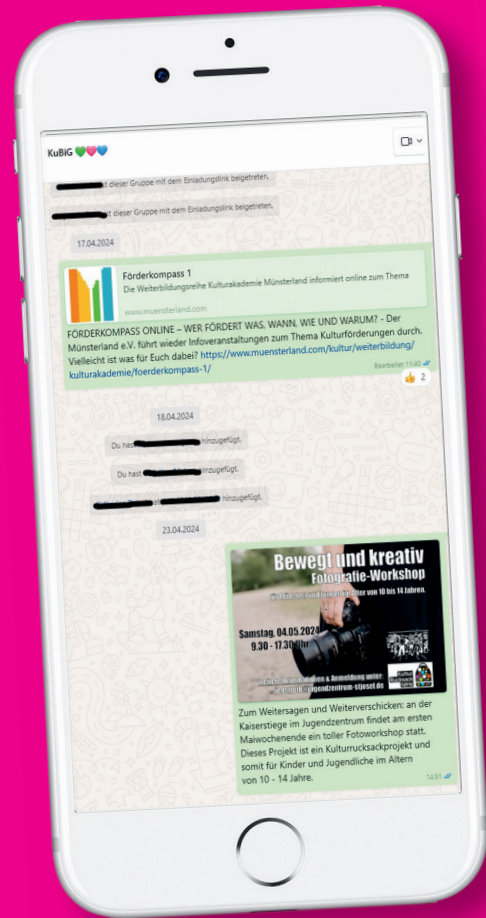 KuBiG 💚🩷💙
t dieser Gruppe mit dem Einladungslink beigetreten.
t dieser Gruppe mit dem Einladungslink beigetreten.
17.04.2024
Förderkompass 1
Die Weiterbildungsreihe Kulturakademie Münsterland informiert online zum Thema
www.muensterland.com
FÖRDERKOMPASS ONLINE – WER FÖRDERT WAS, WANN, WIE UND WARUM? - Der
Münsterland e.V. führt wieder Infoveranstaltungen zum Thema Kulturförderungen durch.
Vielleicht ist was für Euch dabei? https://www.muensterland.com/kultur/weiterbildung/
kulturakademie/foerderkompass-1/
Bearbeitet 11:40
👍 2
18.04.2024
Du hast hinzugefügt.
Du hast hinzugefügt.
hinzugefügt.
23.04.2024
Bewegt und kreativ
Fotografie-Workshop
Alter von 10 bis 14 Jahren.
Samstag, 04.05.2024
9.30 - 17.30 Uhr
& Anmeldung unter:
@jugendzentrum-stjosef.de
Kultur
Rucksack
Zum Weitersagen und Weiterverschicken: an der
Kaiserstiege im Jugendzentrum findet am ersten
Maiwochenende ein toller Fotoworkshop statt.
Dieses Projekt ist ein Kulturrucksackprojekt und
somit für Kinder und Jugendliche im Altern
von 10 - 14 Jahre.
14:51